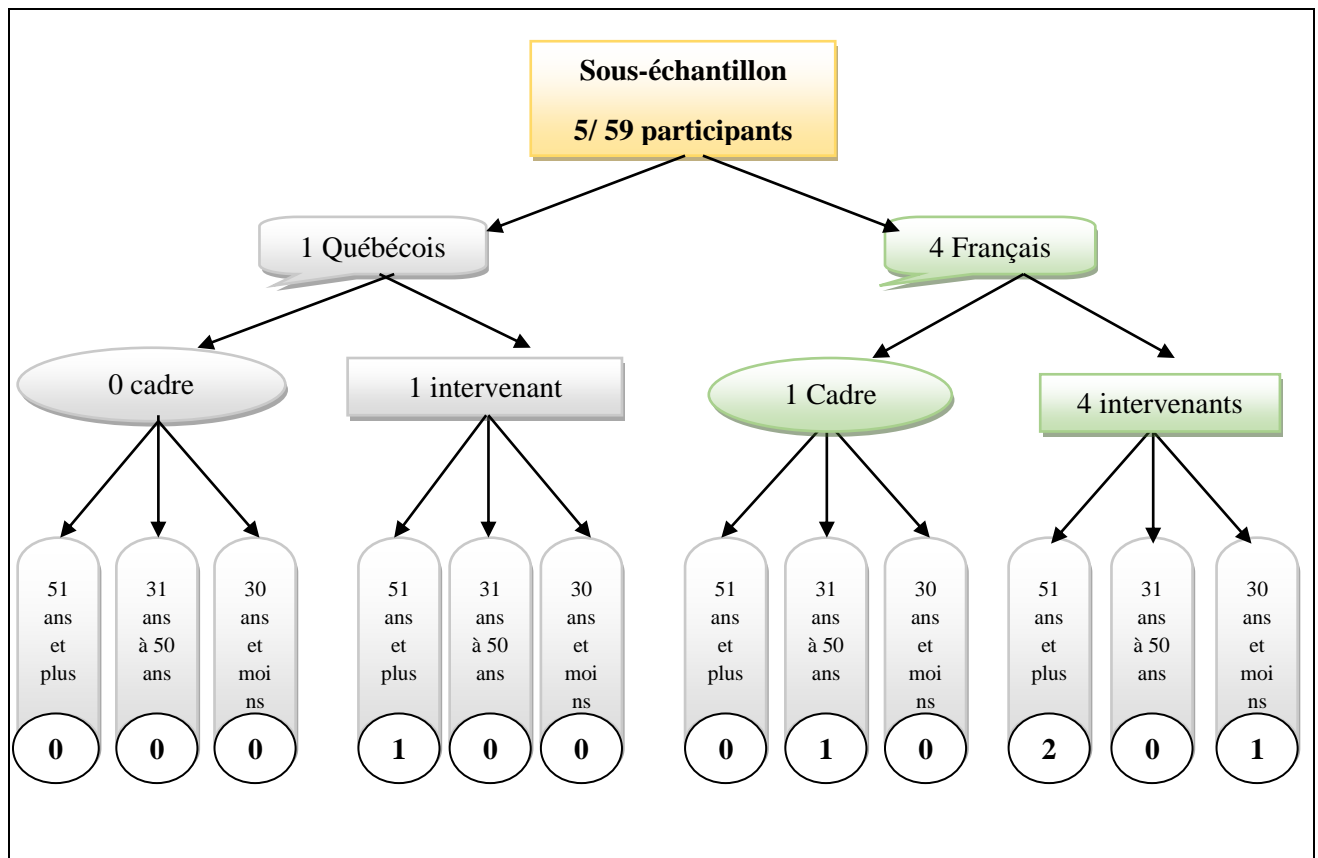 Sous-échantillon
5/ 59 participants
1 Québécois
4 Français
0 cadre
1 intervenant
1 Cadre
4 intervenants
51
ans
et
plus
31
ans
à 50
ans
30
ans
et
moi
ns
51
ans
et
plus
31
ans
à 50
ans
30
ans
et
moi
ns
51
ans
et
plus
31
ans
à 50
ans
30
ans
et
moi
ns
51
ans
et
plus
31
ans
à 50
ans
30
ans
et
moi
ns
0
0
0
1
0
0
0
1
0
2
0
1